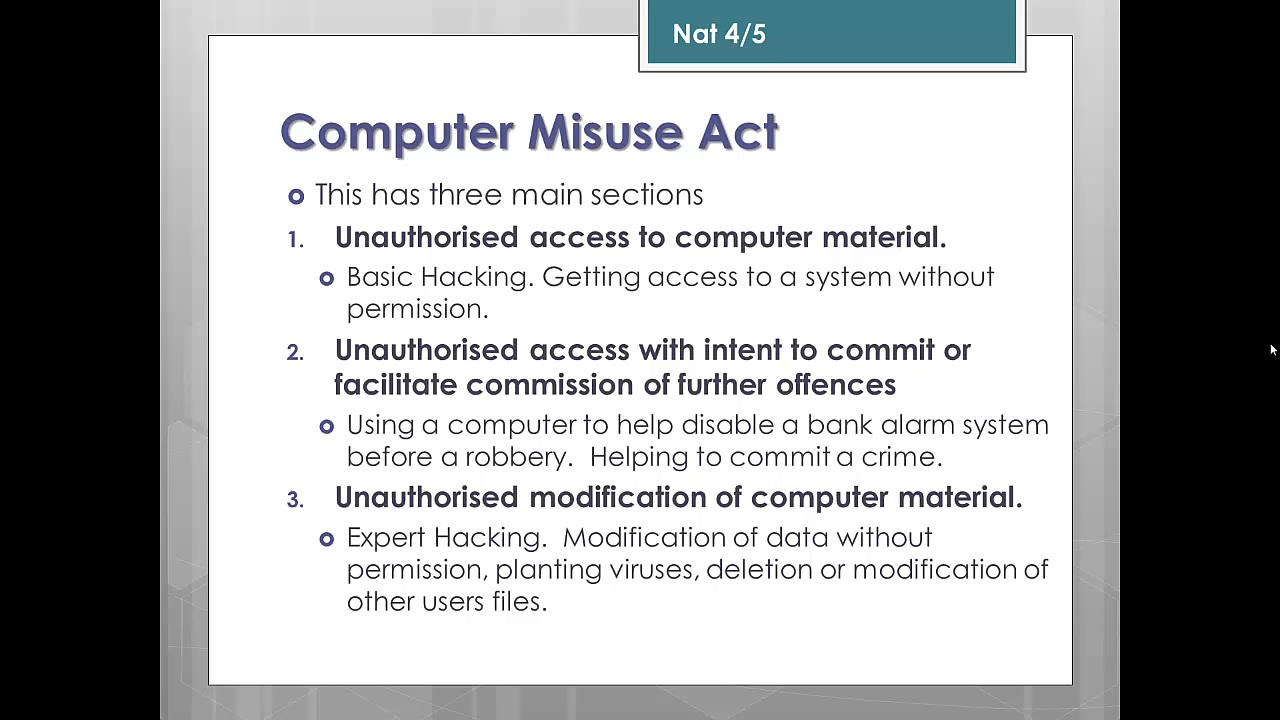 Nat 4/5
Computer Misuse Act
This has three main sections
1. Unauthorised access to computer material.
Basic Hacking. Getting access to a system without
permission.
2. Unauthorised access with intent to commit or
facilitate commission of further offences
Using a computer to help disable a bank alarm system
before a robbery.  Helping to commit a crime.
3. Unauthorised modification of computer material.
Expert Hacking.  Modification of data without
permission, planting viruses, deletion or modification of
other users files.